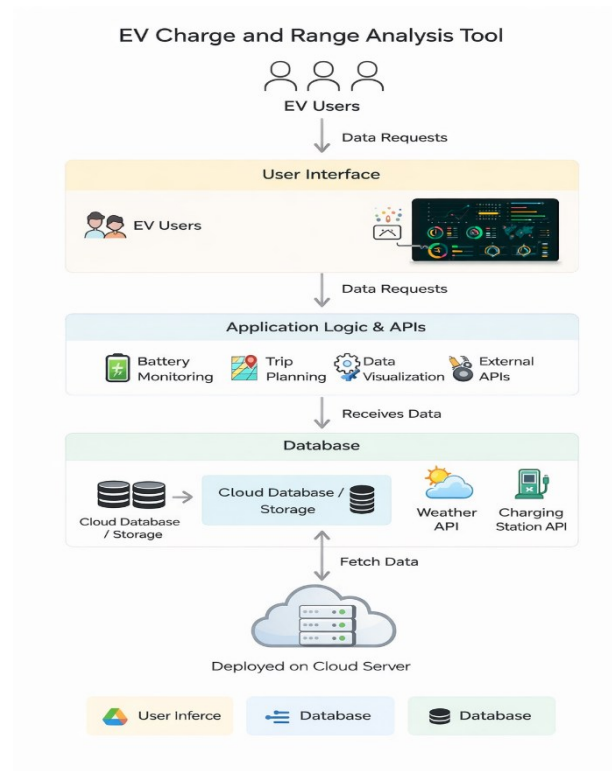 EV Charge and Range Analysis Tool
EV Users
Data Requests
User Interface
EV Users
Data Requests
Application Logic & APIs
Battery
Monitoring
Trip
Planning
Data
Visualization
External
APIs
Receives Data
Database
Cloud Database
/ Storage
Cloud Database /
Storage
Weather
API
Charging
Station API
Fetch Data
Deployed on Cloud Server
User Inferce
Database
Database